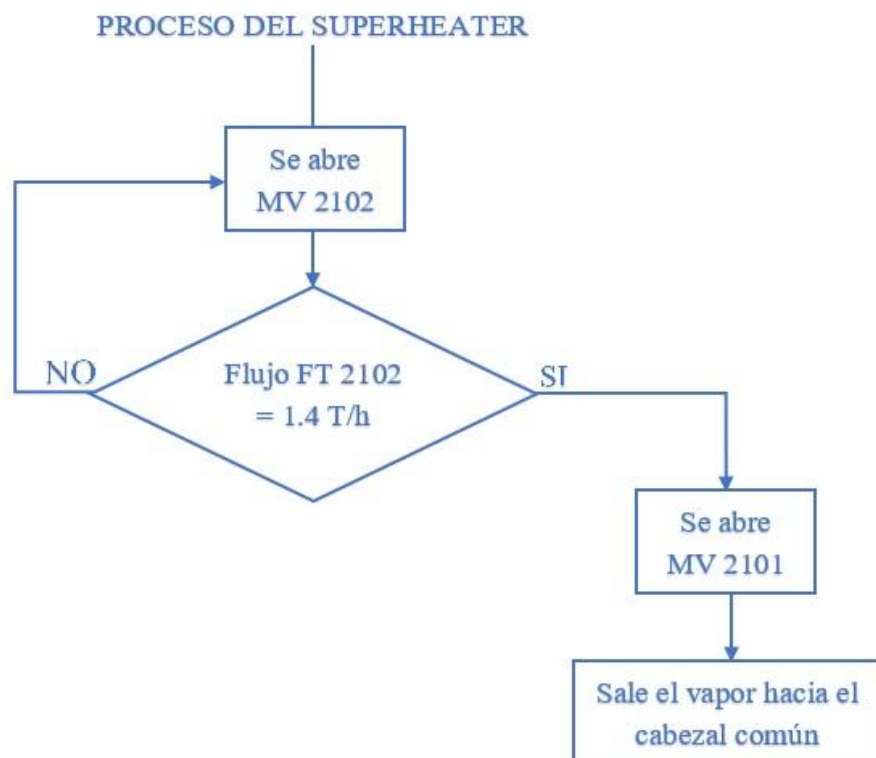 PROCESO DEL SUPERHEATER
Se abre
MV 2102
NO
Flujo FT 2102
= 1.4 T/h
SI
Se abre
MV 2101
Sale el vapor hacia el
cabezal común